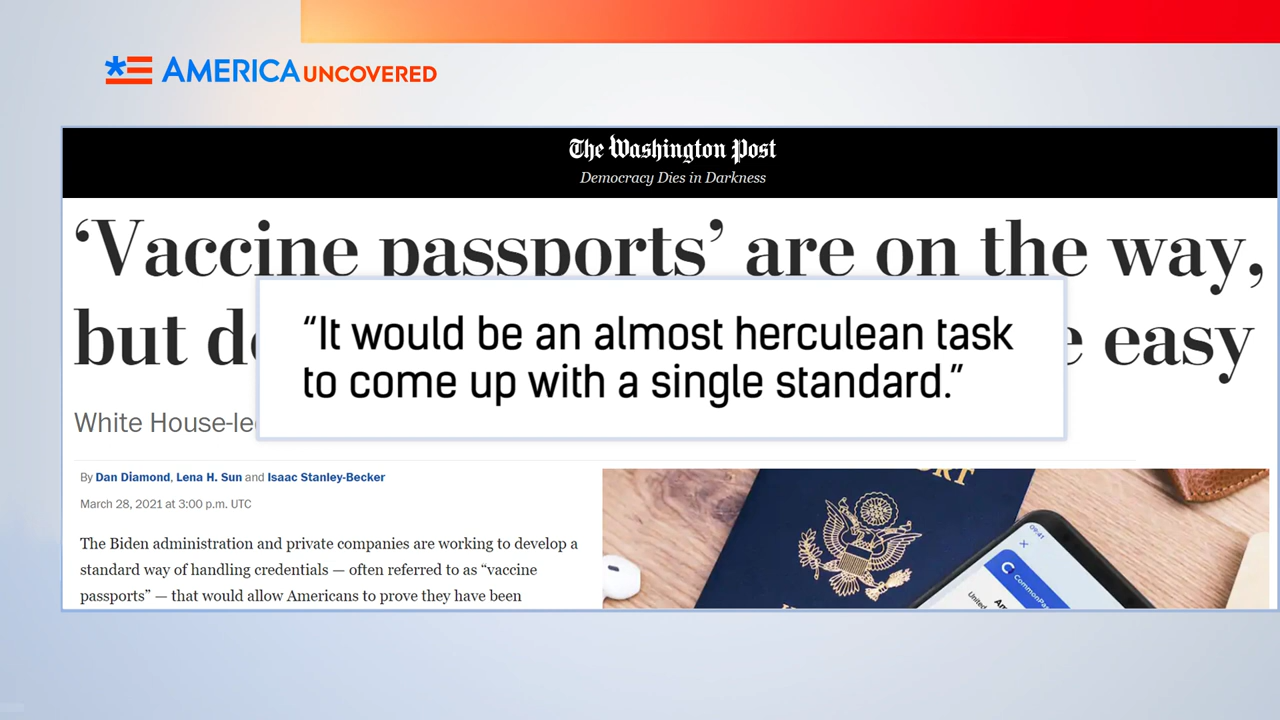 AMERICA UNCOVERED
The Washington Post
Democracy Dies in Darkness
‘Vaccine passports’ are on the way,
but easy
“It would be an almost herculean task
to come up with a single standard.”
White House-le
By Dan Diamond, Lena H. Sun and Isaac Stanley-Becker
March 28, 2021 at 3:00 p.m. UTC
The Biden administration and private companies are working to develop a
standard way of handling credentials — often referred to as “vaccine
passports” — that would allow Americans to prove they have been
09:41
CommonPas
United